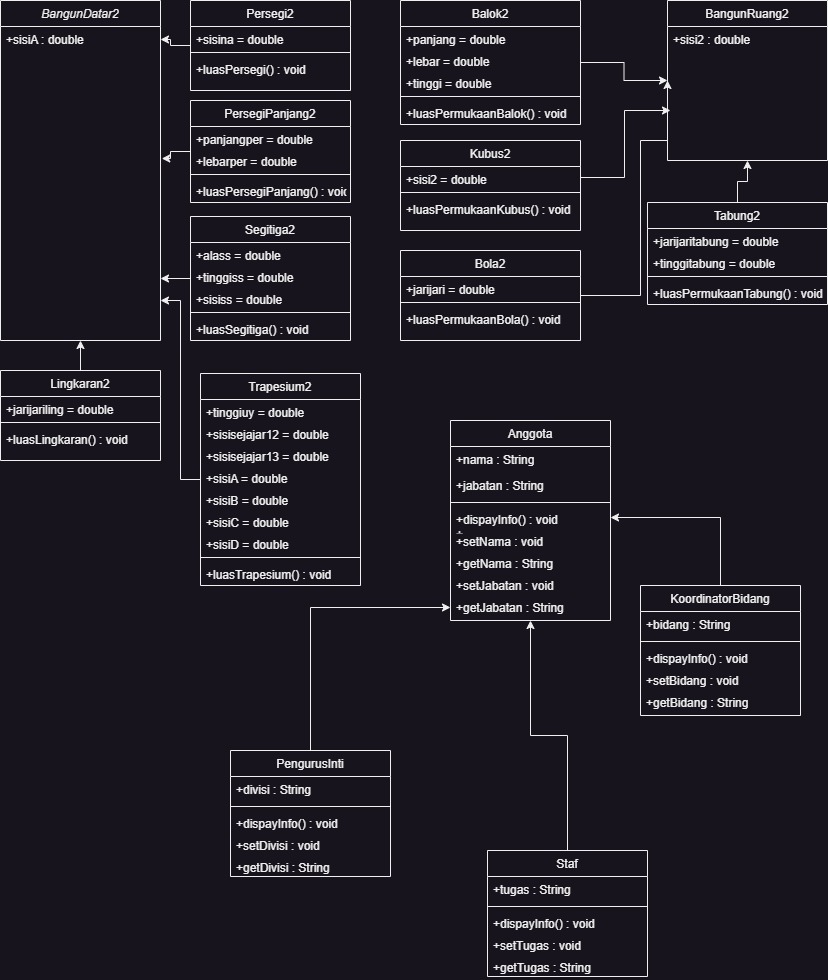 BangunDatar2
+sisiA : double
Persegi2
+sisina = double
+luasPersegi() : void
PersegiPanjang2
+panjangper = double
+lebarper = double
+luasPersegiPanjang() : void
Segitiga2
+alass = double
+tinggiss = double
+sisiss = double
+luasSegitiga() : void
Lingkaran2
+jarijariling = double
+luasLingkaran() : void
Trapesium2
+tinggiuy = double
+sisisejajar12 = double
+sisisejajar13 = double
+sisiA = double
+sisiB = double
+sisiC = double
+sisiD = double
+luasTrapesium() : void
Balok2
+panjang = double
+lebar = double
+tinggi = double
+luasPermukaanBalok() : void
Kubus2
+sisi2 = double
+luasPermukaanKubus() : void
Bola2
+jarijari = double
+luasPermukaanBola() : void
BangunRuang2
+sisi2 : double
Tabung2
+jarijaritabung = double
+tinggitabung = double
+luasPermukaanTabung() : void
Anggota
+nama : String
+jabatan : String
+dispayInfo() : void
+setNama : void
+getNama : String
+setJabatan : void
+getJabatan : String
KoordinatorBidang
+bidang : String
+dispayInfo() : void
+setBidang : void
+getBidang : String
PengurusInti
+divisi : String
+dispayInfo() : void
+setDivisi : void
+getDivisi : String
Staf
+tugas : String
+dispayInfo() : void
+setTugas : void
+getTugas : String